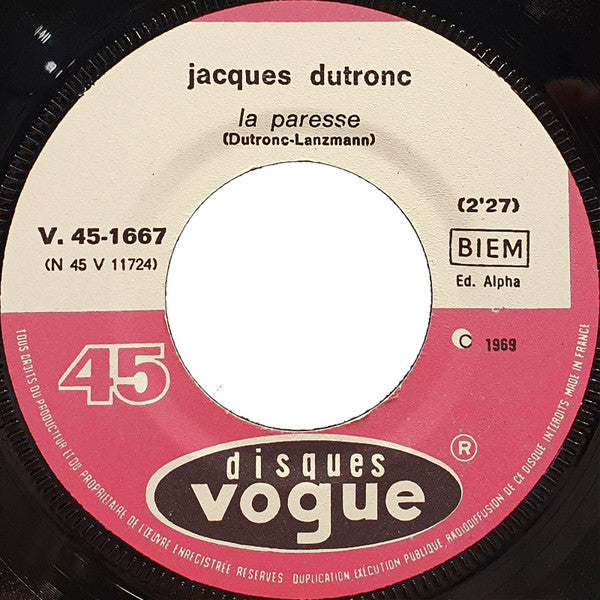 jacques dutronc
la paresse
(Dutronc-Lanzmann)
V. 45-1667
(N 45 V 11724)
(2'27)
BIEM
Ed. Alpha
45
© 1969
disques
vogue
®
TOUS DROITS DU PRODUCTEUR ET DU PROPRIETAIRE DE L'ŒUVRE ENREGISTREE RESERVES DUPLICATION EXÉCUTION PUBLIQUE, RADIODIFFUSION DE CE DISQUE INTERDITS MADE IN FRANCE